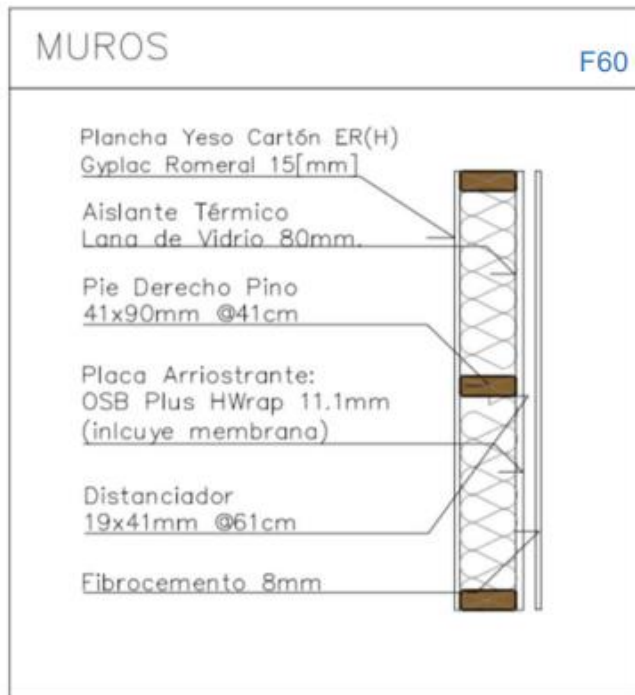 MUROS
F60
Plancha Yeso Cartón ER(H)
Gyplac Romeral 15[mm]
Aislante Térmico
Lana de Vidrio 80mm.
Pie Derecho Pino
41x90mm @41cm
Placa Arriostrante:
OSB Plus HWrap 11.1mm
(inlcuye membrana)
Distanciador
19x41mm @61cm
Fibrocemento 8mm